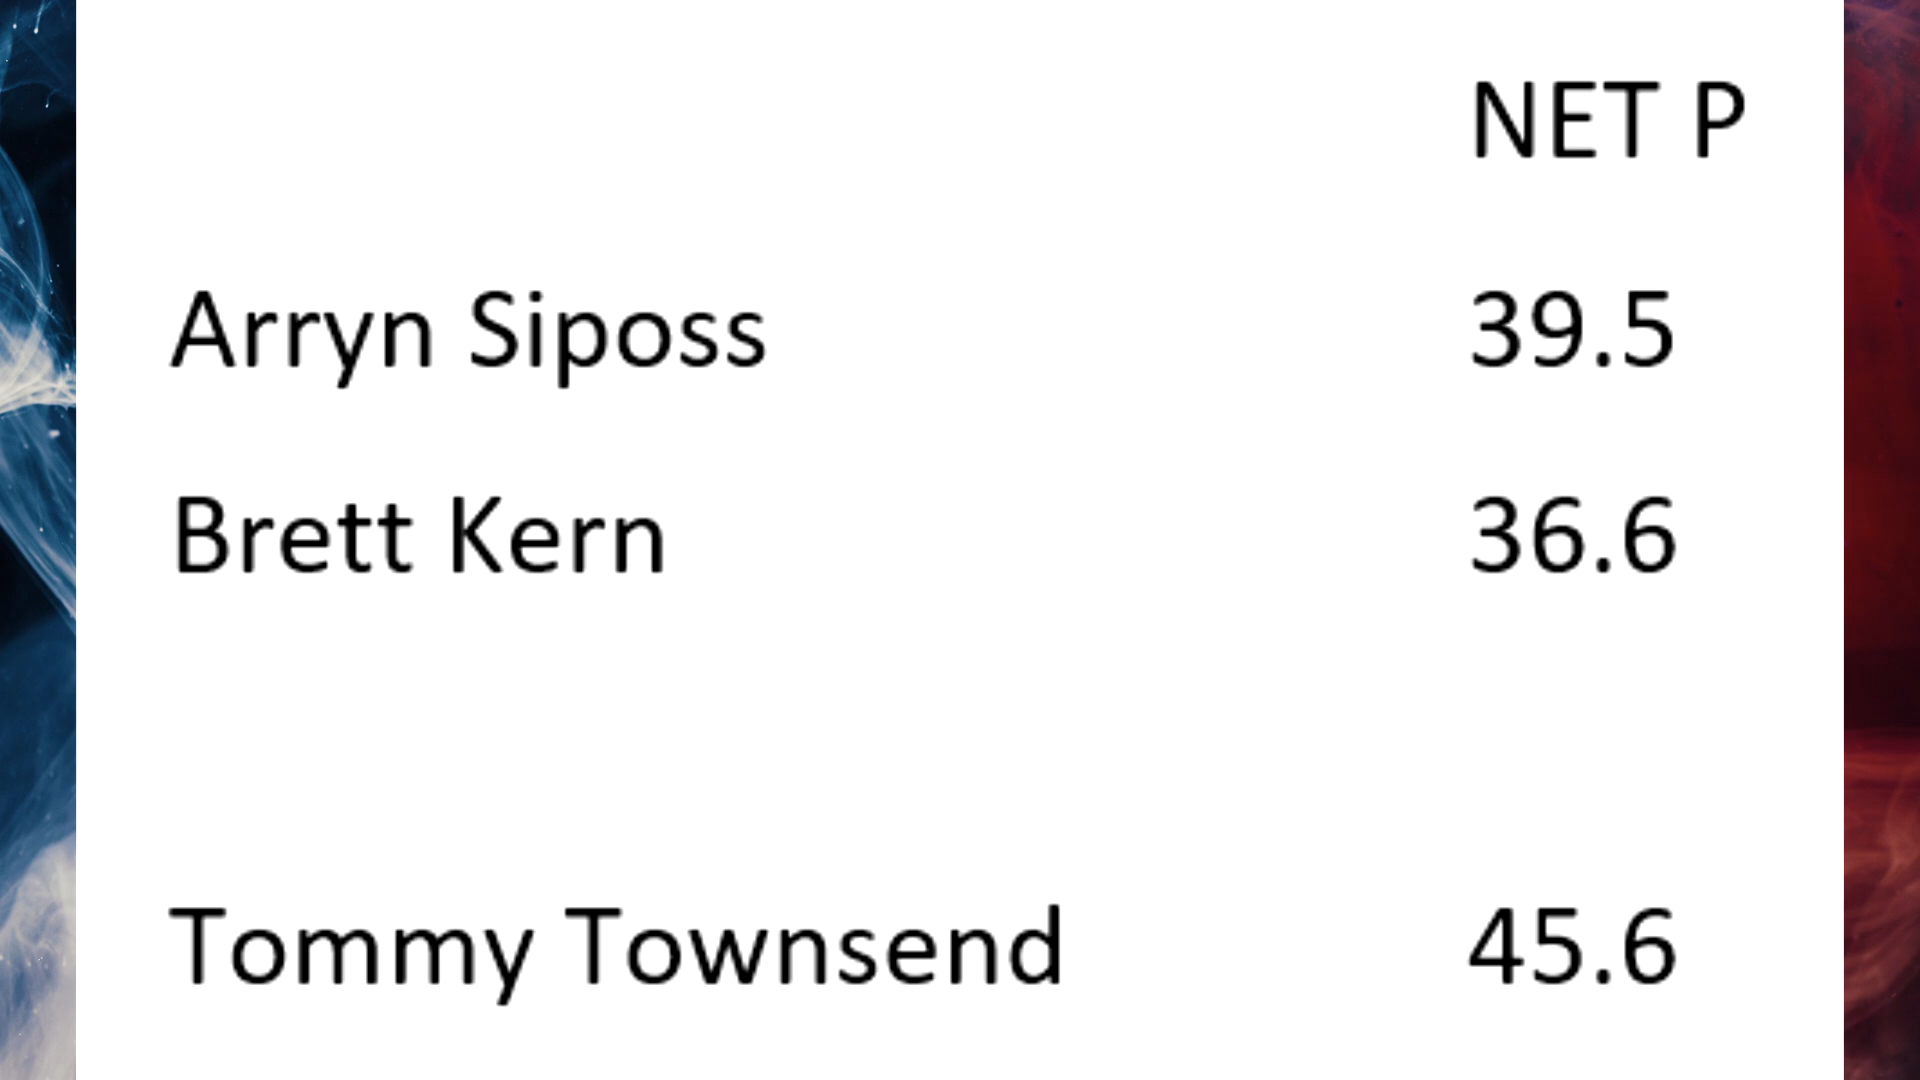 NET P
Arryn Siposs 39.5
Brett Kern 36.6
Tommy Townsend 45.6